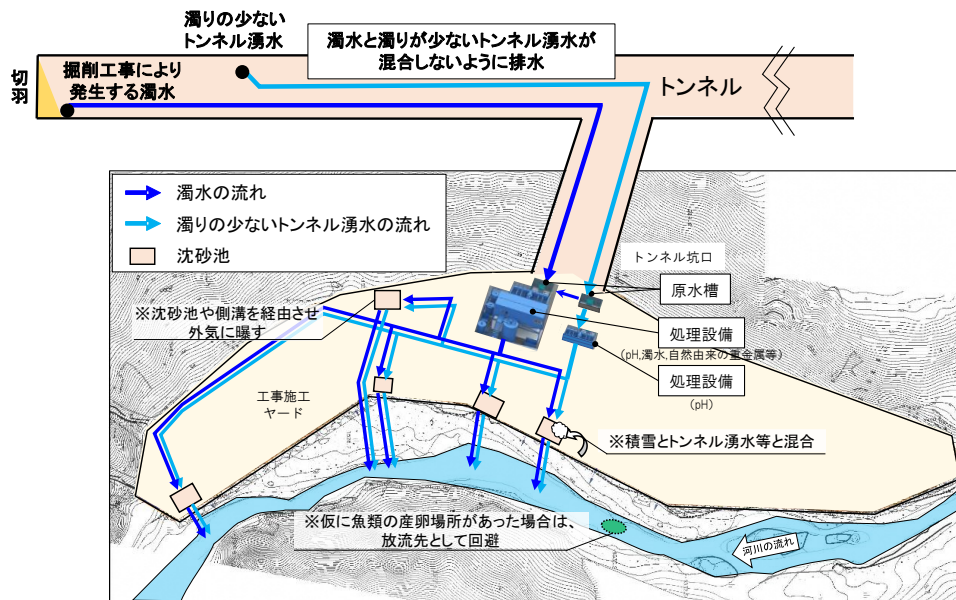 濁りの少ない
トンネル湧水
濁水と濁りが少ないトンネル湧水が
混合しないように排水
切羽
掘削工事により
発生する濁水
トンネル
濁水の流れ
濁りの少ないトンネル湧水の流れ
沈砂池
トンネル坑口
原水槽
※沈砂池や側溝を経由させ
外気に曝す
処理設備
(pH,濁水,自然由来の重金属等)
処理設備
(pH)
工事施工
ヤード
※積雪とトンネル湧水等と混合
※仮に魚類の産卵場所があった場合は、
放流先として回避
河川の流れ